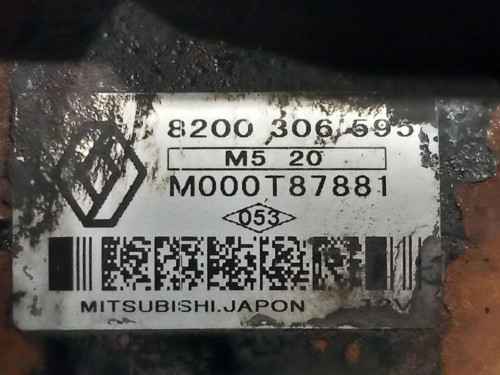 8200 306 595
M5 20
M000T87881
053
MITSUBISHI.JAPON 12V